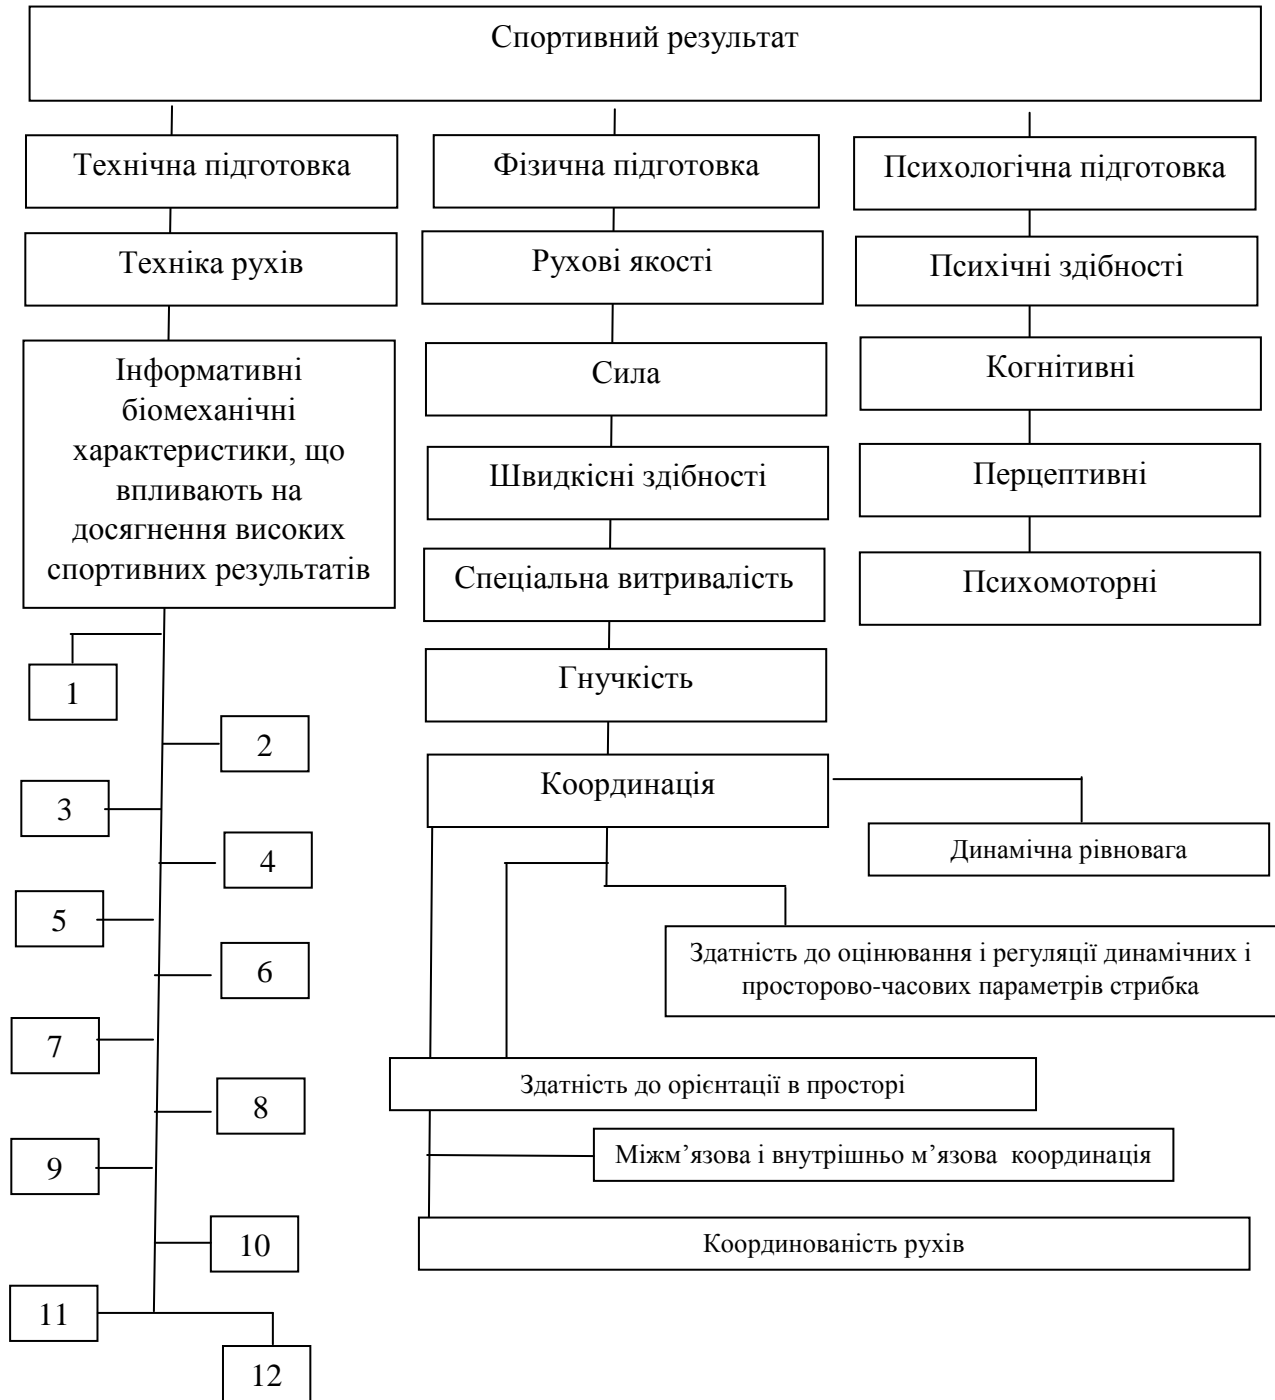 Спортивний результат
Технічна підготовка
Фізична підготовка
Психологічна підготовка
Техніка рухів
Рухові якості
Психічні здібності
Інформативні
біомеханічні
характеристики, що
впливають на
досягнення високих
спортивних результатів
Сила
Когнітивні
Швидкісні здібності
Перцептивні
Спеціальна витривалість
Психомоторні
Гнучкість
1
2
3
4
5
6
7
8
9
10
11
12
Координація
Динамічна рівновага
Здатність до оцінювання і регуляції динамічних і
просторово-часових параметрів стрибка
Здатність до орієнтації в просторі
Міжм’язова і внутрішньо м’язова координація
Координованість рухів